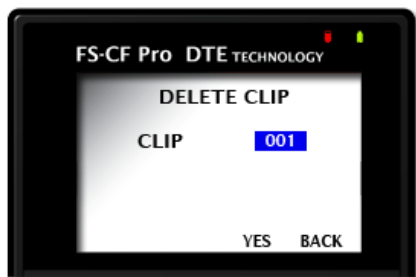 FS-CF Pro DTE TECHNOLOGY
DELETE CLIP
CLIP 001
YES BACK